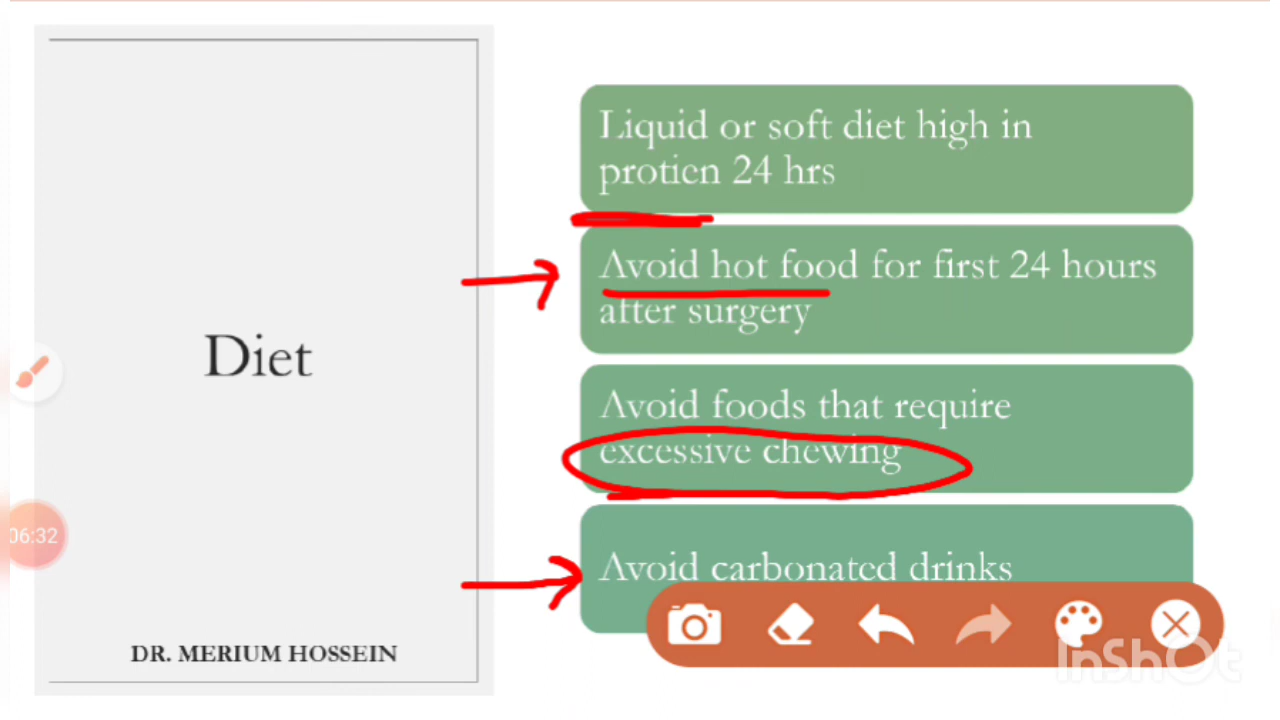 Liquid or soft diet high in
protien 24 hrs
Avoid hot food for first 24 hours
after surgery
Diet
Avoid foods that require
excessive chewing
06:32
Avoid carbonated drinks
DR. MERIUM HOSSEIN
InShOt